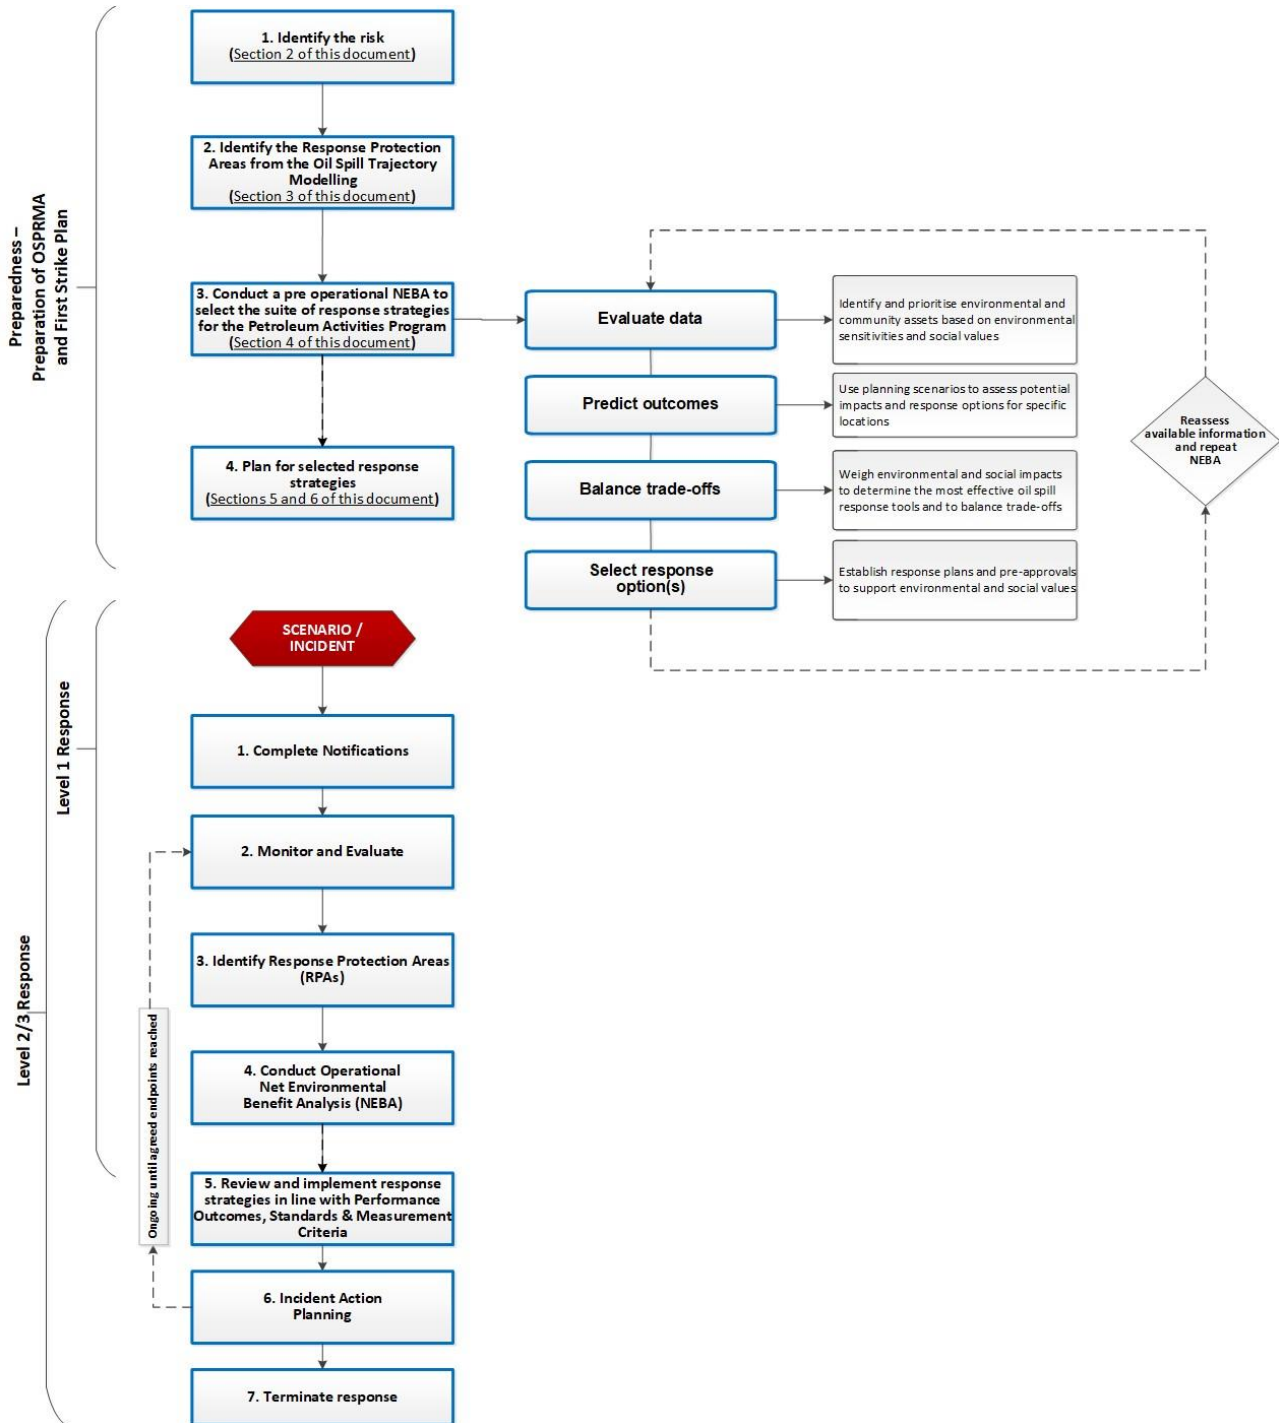 Preparedness –
Preparation of OSPRMA
and First Strike Plan
1. Identify the risk
(Section 2 of this document)
2. Identify the Response Protection
Areas from the Oil Spill Trajectory
Modelling
(Section 3 of this document)
3. Conduct a pre operational NEBA to
select the suite of response strategies
for the Petroleum Activities Program
(Section 4 of this document)
4. Plan for selected response
strategies
(Sections 5 and 6 of this document)
Evaluate data
Identify and prioritise environmental and
community assets based on environmental
sensitivities and social values
Predict outcomes
Use planning scenarios to assess potential
impacts and response options for specific
locations
Balance trade-offs
Weigh environmental and social impacts
to determine the most effective oil spill
response tools and to balance trade-offs
Select response
option(s)
Establish response plans and pre-approvals
to support environmental and social values
Reassess
available information
and repeat
NEBA
Level 2/3 Response
Level 1 Response
SCENARIO /
INCIDENT
1. Complete Notifications
2. Monitor and Evaluate
3. Identify Response Protection Areas
(RPAs)
4. Conduct Operational
Net Environmental
Benefit Analysis (NEBA)
5. Review and implement response
strategies in line with Performance
Outcomes, Standards & Measurement
Criteria
Ongoing until agreed endpoints reached
6. Incident Action
Planning
7. Terminate response